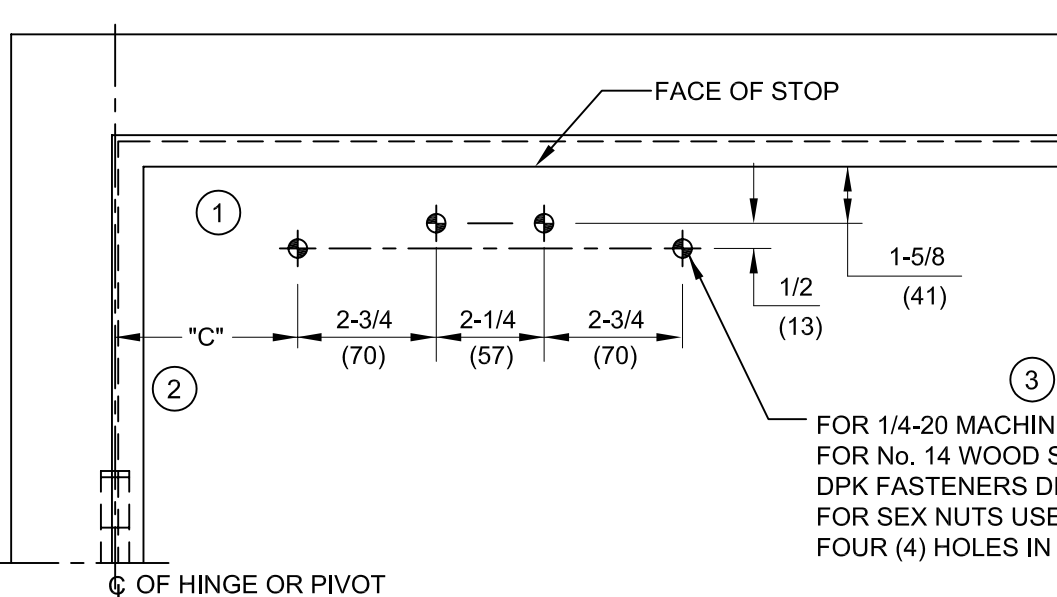 FACE OF STOP
1
1-5/8
(41)
1/2
(13)
2-3/4
(70)
2-1/4
(57)
2-3/4
(70)
"C"
2
3
FOR 1/4-20 MACHIN
FOR No. 14 WOOD S
DPK FASTENERS
FOR SEX NUTS USE
FOUR (4) HOLES IN
℄ OF HINGE OR PIVOT